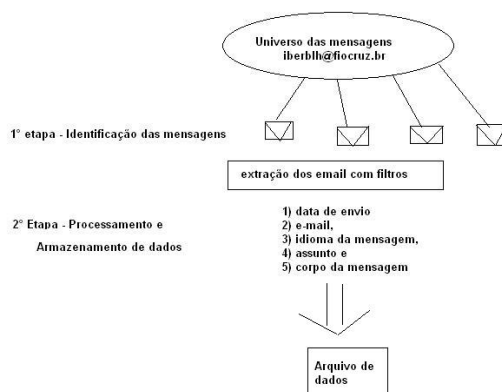 Universo das mensagens
iberblh@fiocruz.br
1° etapa - Identificação das mensagens
extração dos email com filtros
2° Etapa - Processamento e
Armazenamento de dados
1) data de envio
2) e-mail,
3) idioma da mensagem,
4) assunto e
5) corpo da mensagem
Arquivo de
dados